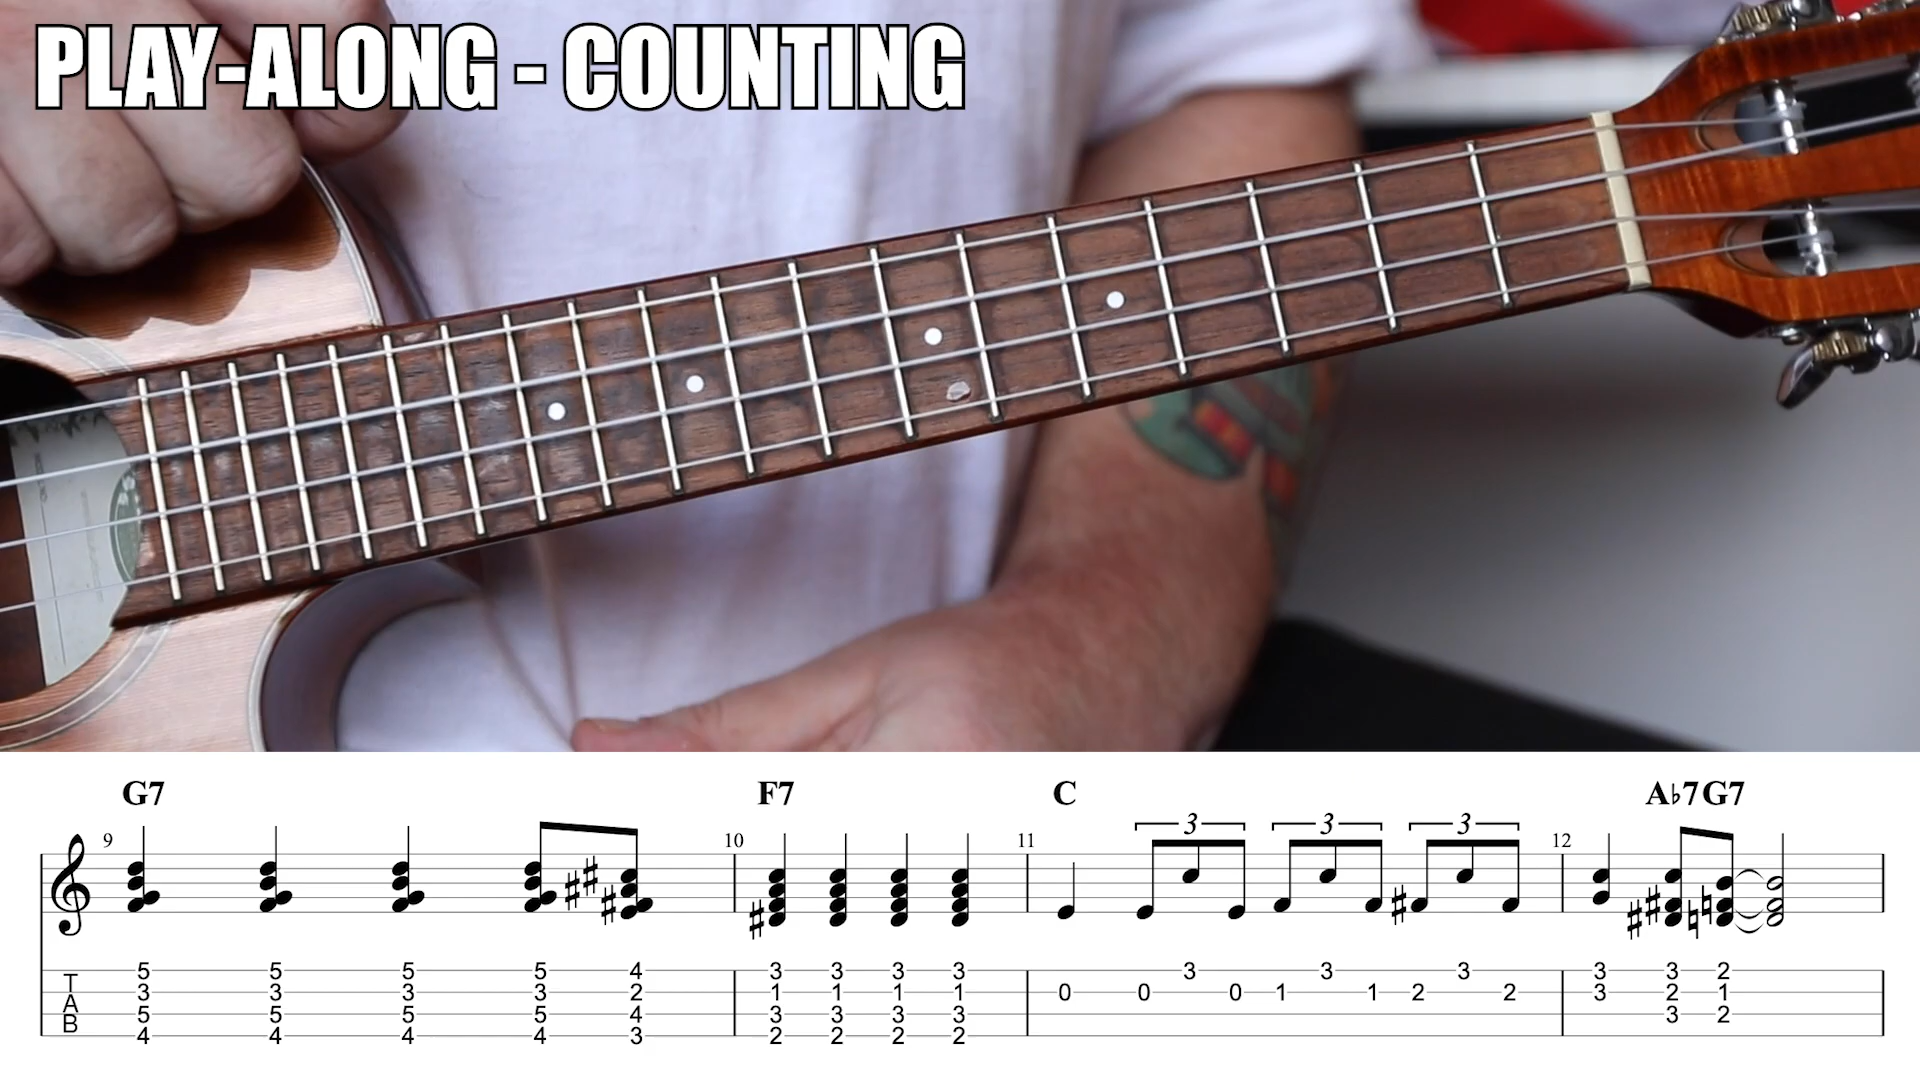 PLAY-ALONG - COUNTING
G7 F7 C A♭7 G7
9 10 11 3 3 3 12
5 5 5 5 4 3 3 3 3 3 3 3 3 3 2
T 3 3 3 3 2 1 1 1 1 0 0 0 1 1 2 2 3 2 1
A 5 5 5 5 4 3 3 3 3 3 2
B 4 4 4 4 3 2 2 2 2